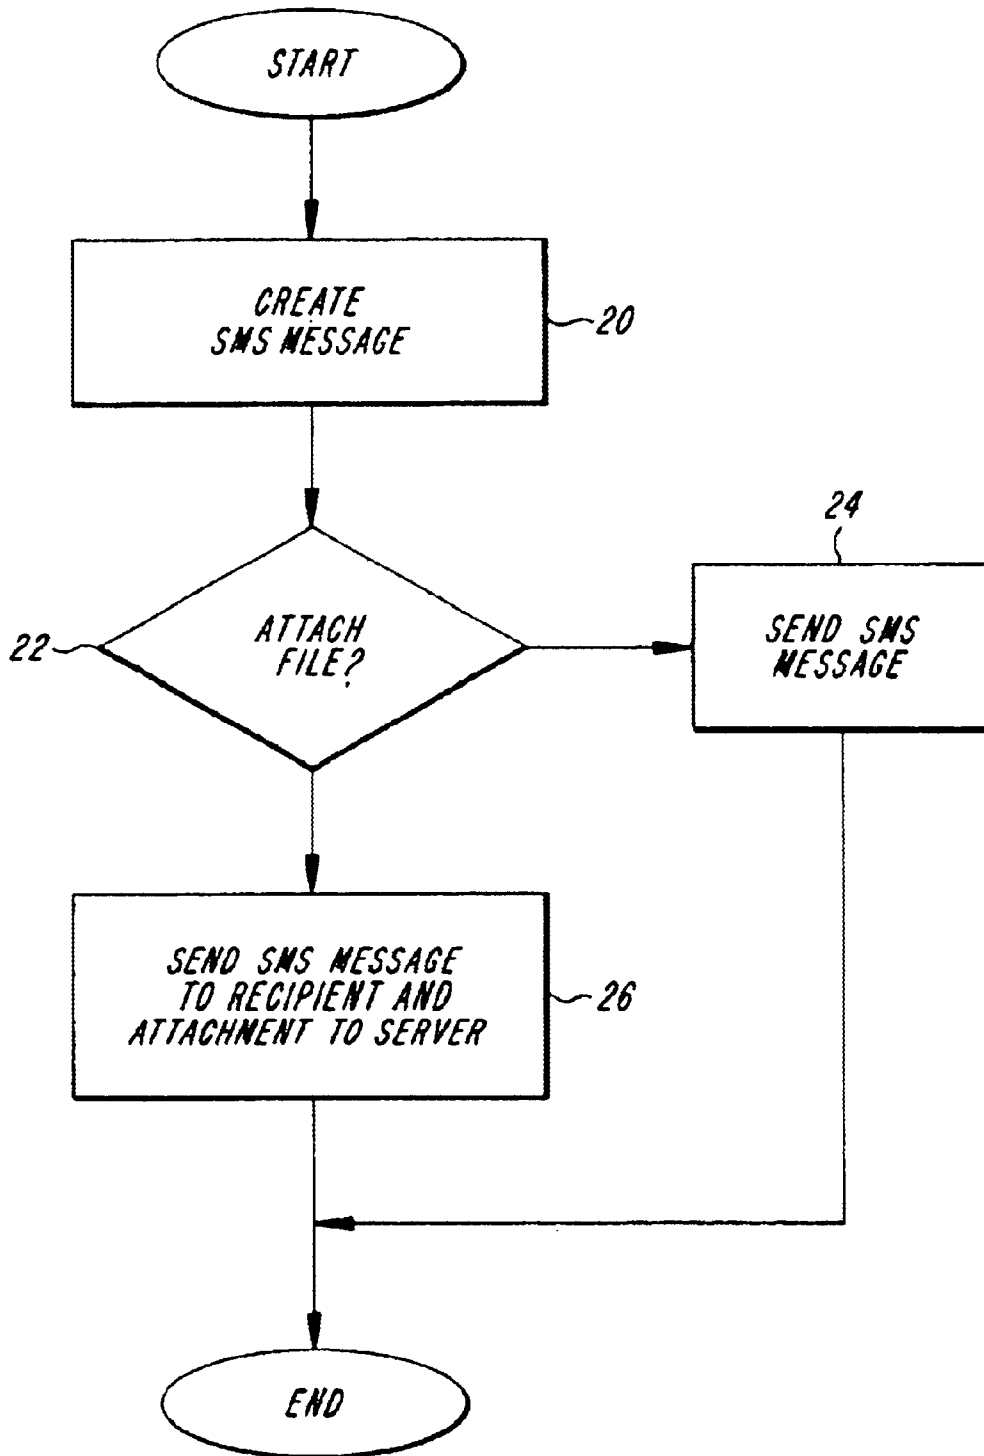 START
CREATE
SMS MESSAGE
20
ATTACH
FILE?
22
24
SEND SMS
MESSAGE
SEND SMS MESSAGE
TO RECIPIENT AND
ATTACHMENT TO SERVER
26
END